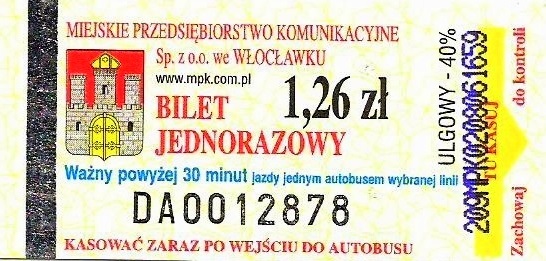 MIEJSKIE PRZEDSIĘBIORSTWO KOMUNIKACYJNE
Sp. z o.o. we WŁOCŁAWKU
www.mpk.com.pl
BILET
JEDNORAZOWY
1,26 zł
Ważny powyżej 30 minut jazdy jednym autobusem wybranej linii
DA0012878
KASOWAĆ ZARAZ PO WEJŚCIU DO AUTOBUSU
ULGOWY - 40%
TU KASUJ
Zachowaj do kontroli